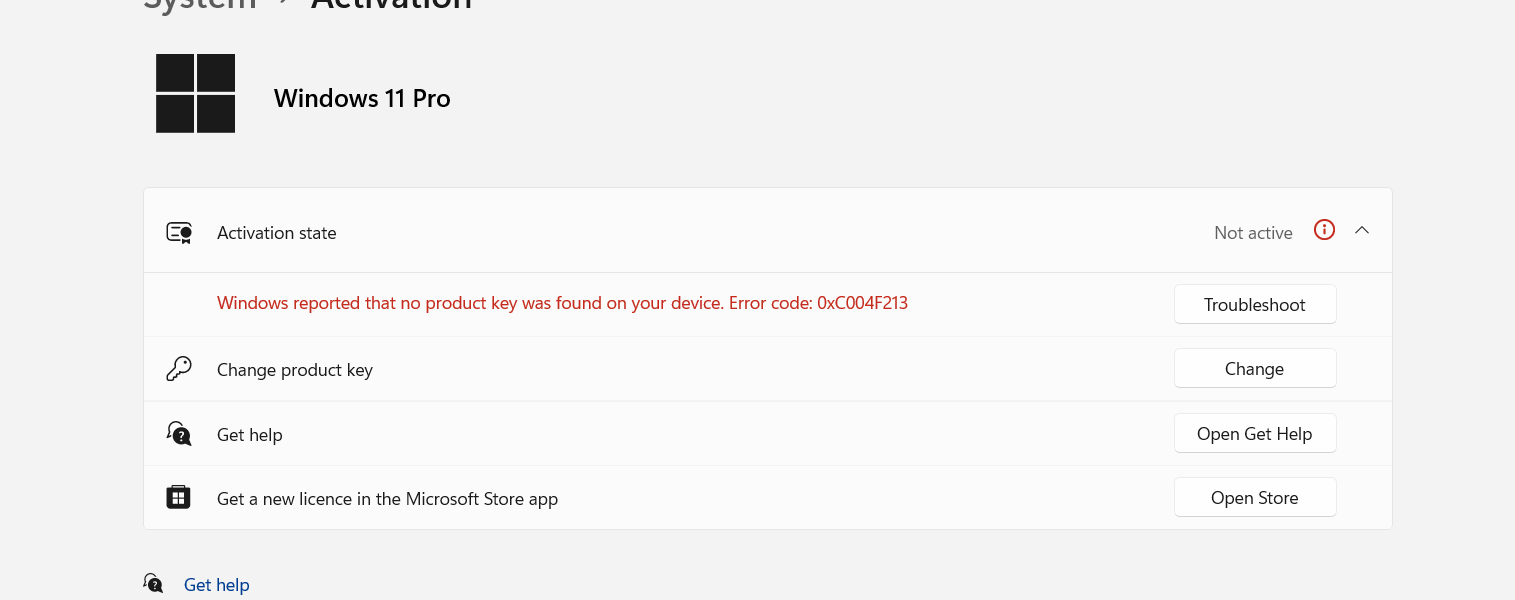 System > Activation
Windows 11 Pro
Activation state
Not active
Windows reported that no product key was found on your device. Error code: 0xC004F213
Troubleshoot
Change product key
Change
Get help
Open Get Help
Get a new licence in the Microsoft Store app
Open Store
Get help